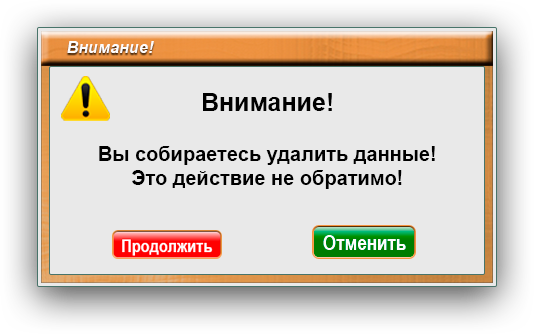 Внимание!
Внимание!
Вы собираетесь удалить данные!
Это действие не обратимо!
Продолжить
Отменить